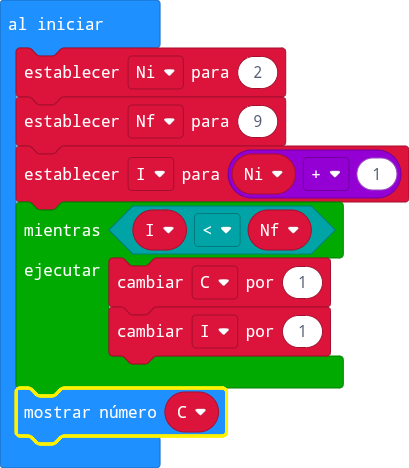 al iniciar
establecer Ni para 2
establecer Nf para 9
establecer I para Ni + 1
mientras I < Nf
ejecutar
cambiar C por 1
cambiar I por 1
mostrar número C